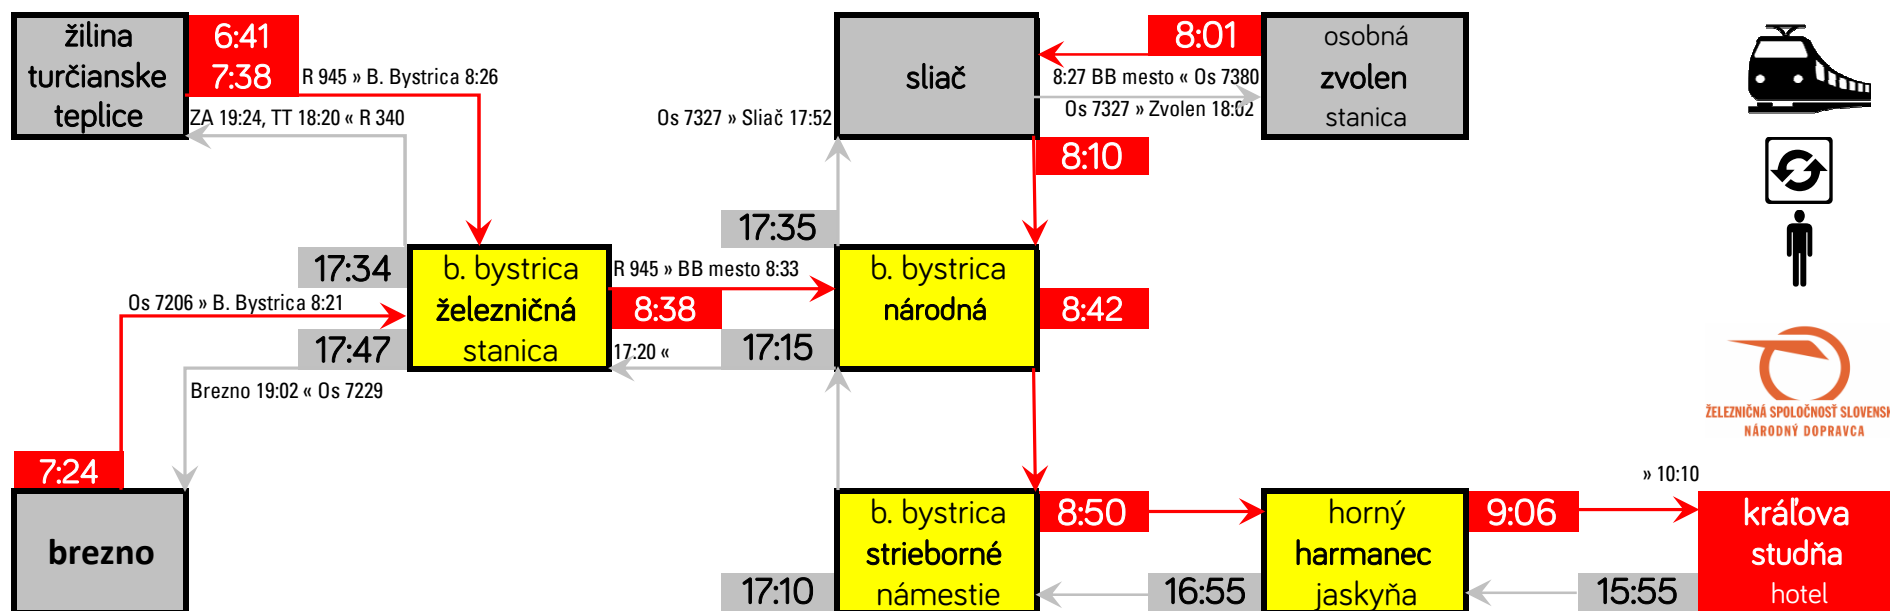 žilina
turčianske
teplice
6:41
7:38
R 945 » B. Bystrica 8:26
ZA 19:24, TT 18:20 « R 340
sliač
8:01
8:27 BB mesto « Os 7380
Os 7327 » Zvolen 18:02
osobná
zvolen
stanica
Os 7327 » Sliač 17:52
8:10
17:35
17:34
b. bystrica
železničná
stanica
R 945 » BB mesto 8:33
8:38
b. bystrica
národná
8:42
Os 7206 » B. Bystrica 8:21
17:47
17:20 «
17:15
Brezno 19:02 « Os 7229
ŽELEZNIČNÁ SPOLOČNOSŤ SLOVENSK
NÁRODNÝ DOPRAVCA
7:24
brezno
b. bystrica
strieborné
námestie
8:50
17:10
horný
harmanec
jaskyňa
9:06
16:55
» 10:10
kráľova
studňa
hotel
15:55